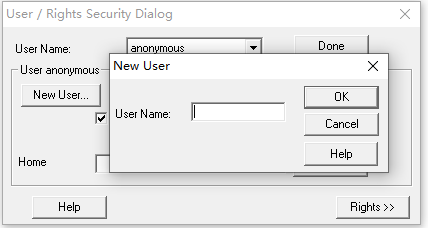 User / Rights Security Dialog
User Name:
anonymous
Done
User anonymous
New User...
Home
Help
Rights >>
New User
User Name:
OK
Cancel
Help